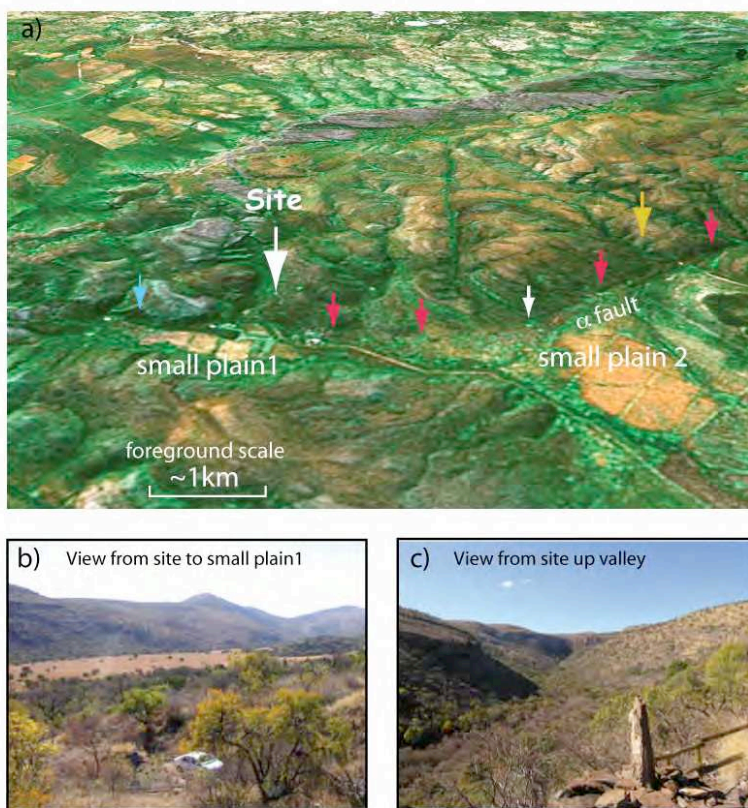 a)
Site
α fault
small plain1
small plain 2
foreground scale
~1km
b) View from site to small plain1
c) View from site up valley